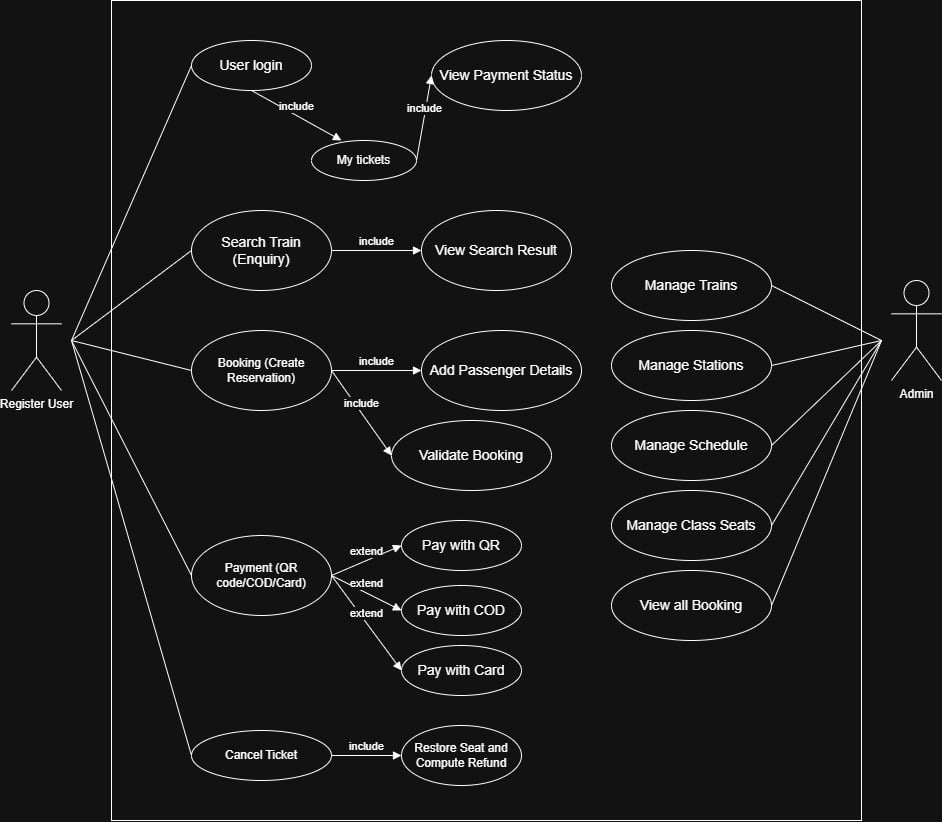 User login
include
View Payment Status
include
My tickets
Search Train
(Enquiry)
include
View Search Result
Manage Trains
Register User
Booking (Create
Reservation)
include
Add Passenger Details
include
Validate Booking
Manage Stations
Admin
Manage Schedule
Manage Class Seats
Payment (QR
code/COD/Card)
extend
Pay with QR
extend
Pay with COD
extend
Pay with Card
View all Booking
Cancel Ticket
include
Restore Seat and
Compute Refund